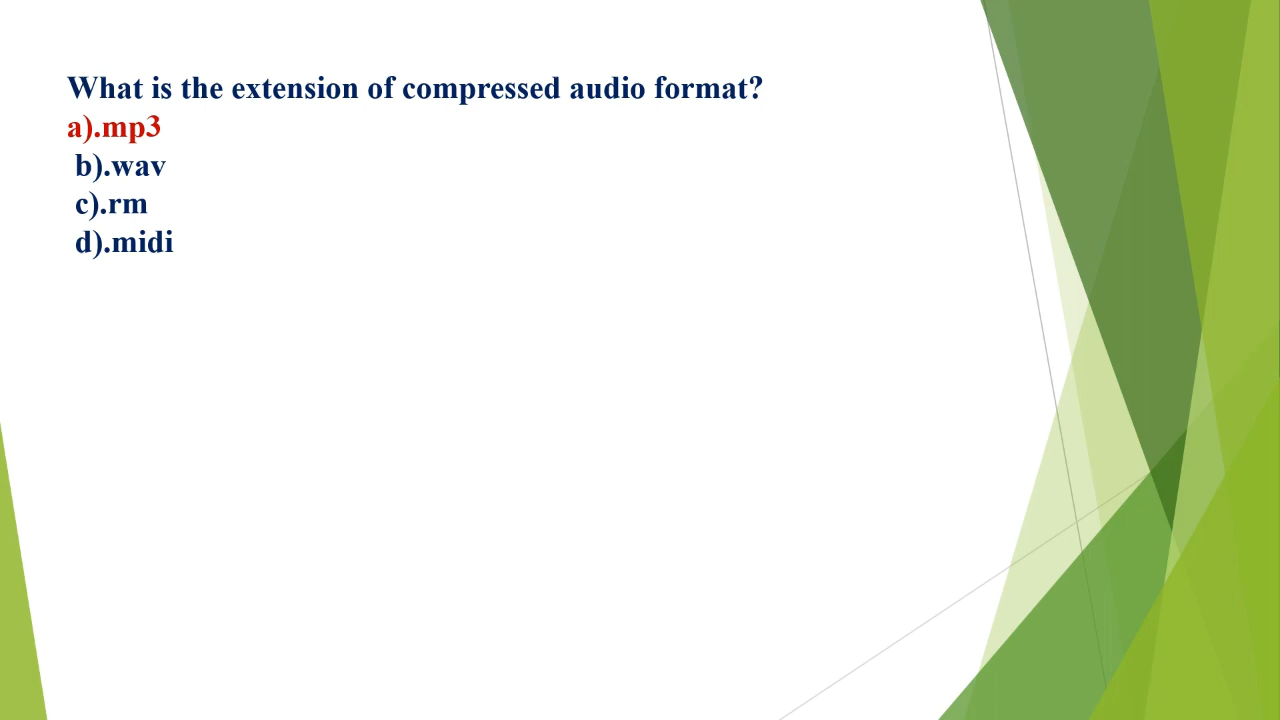 What is the extension of compressed audio format?
a).mp3
b).wav
c).rm
d).midi